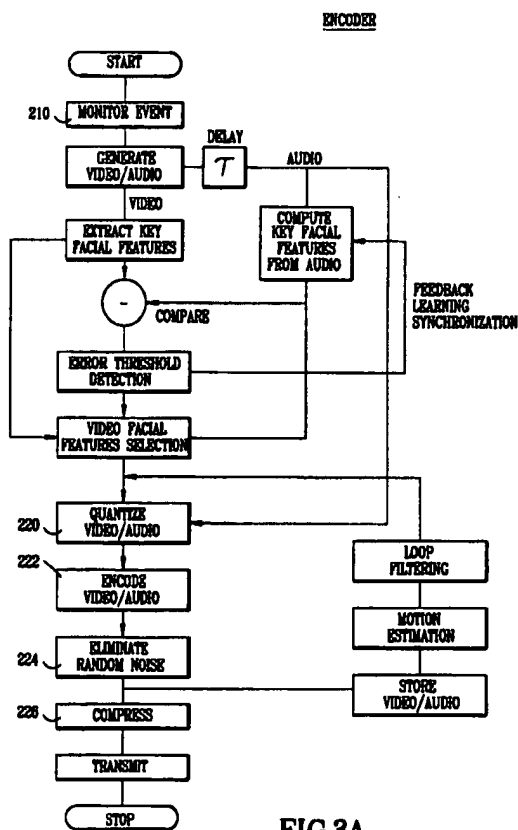 ENCODER
START
210
MONITOR EVENT
DELAY
GENERATE
VIDEO/AUDIO
T
AUDIO
VIDEO
EXTRACT KEY
FACIAL FEATURES
COMPUTE
KEY FACIAL
FEATURES
FROM AUDIO
-
COMPARE
FEEDBACK
LEARNING
SYNCHRONIZATION
ERROR THRESHOLD
DETECTION
VIDEO FACIAL
FEATURES SELECTION
220
QUANTIZE
VIDEO/AUDIO
LOOP
FILTERING
222
ENCODE
VIDEO/AUDIO
MOTION
ESTIMATION
224
ELIMINATE
RANDOM NOISE
STORE
VIDEO/AUDIO
226
COMPRESS
TRANSMIT
STOP
FIG.3A